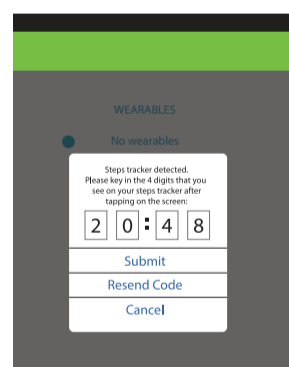 WEARABLES
No wearables
Steps tracker detected.
Please key in the 4 digits that you
see on your steps tracker after
tapping on the screen:
2 0 : 4 8
Submit
Resend Code
Cancel